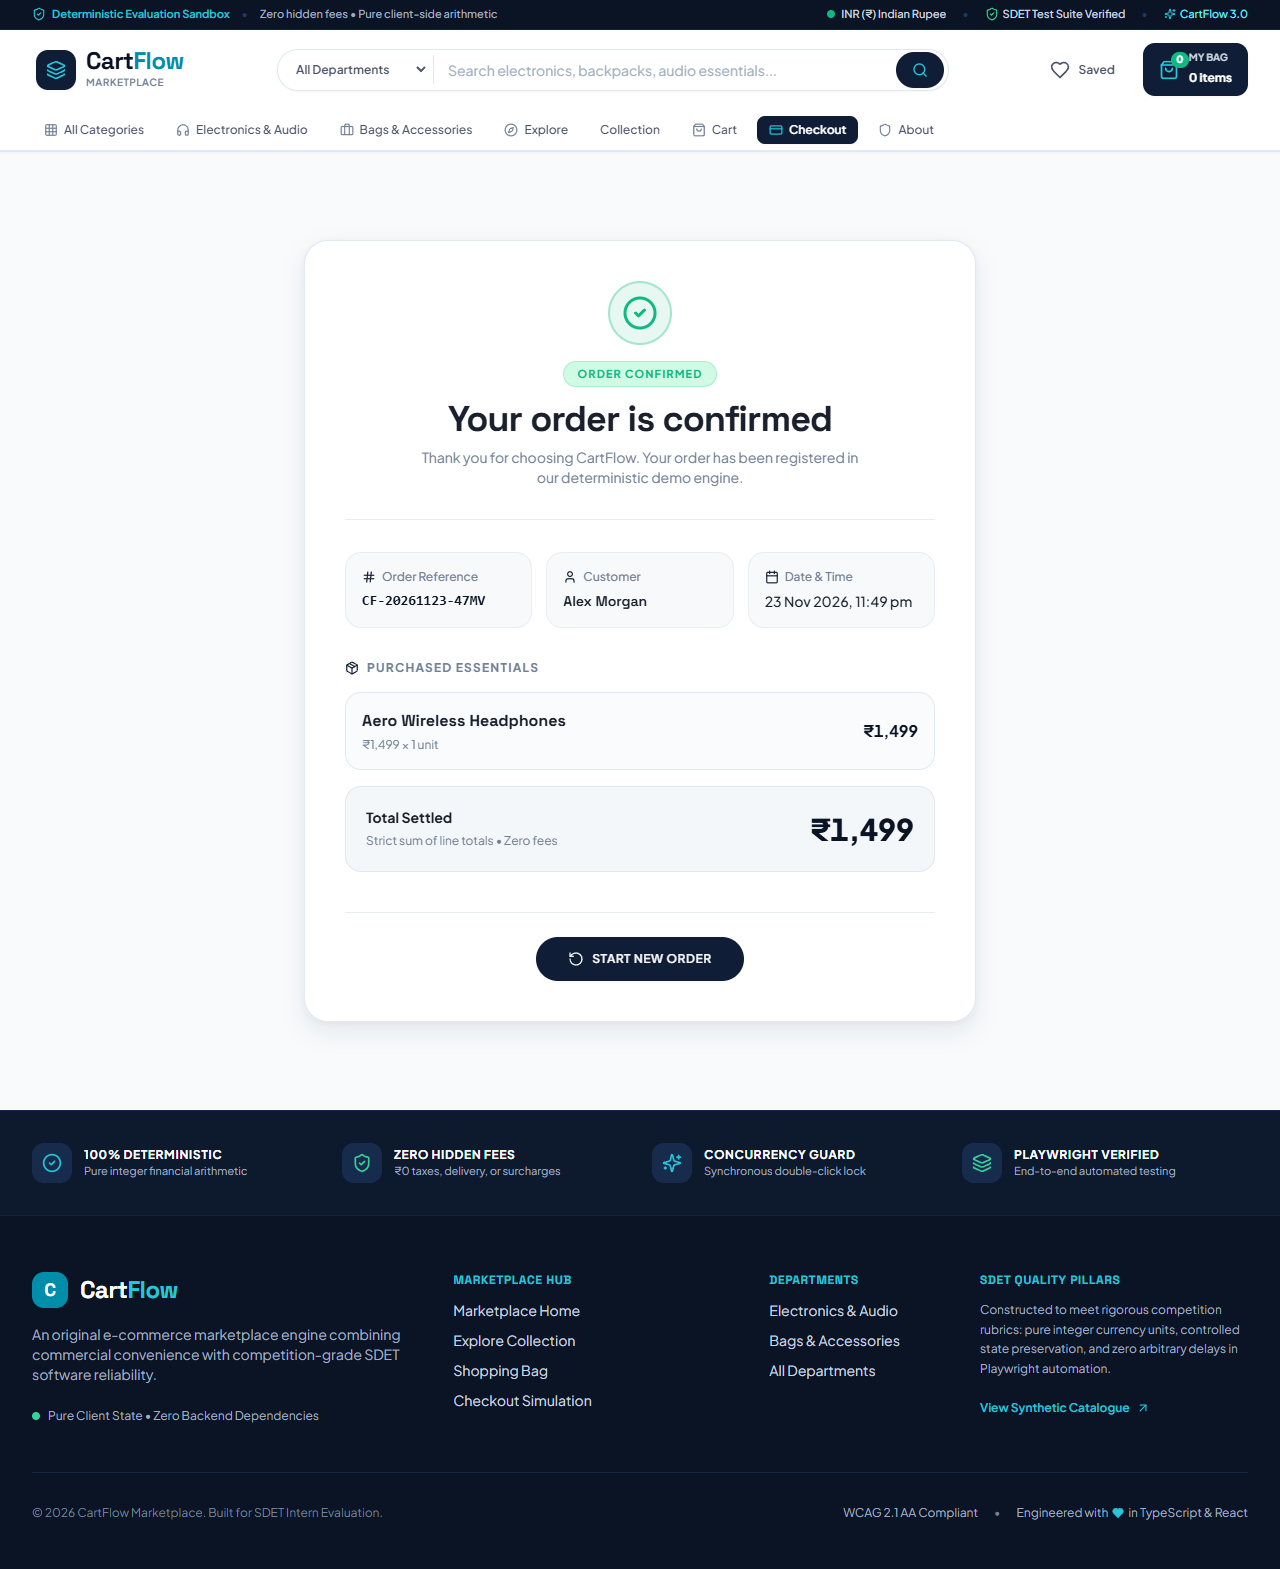 Deterministic Evaluation Sandbox • Zero hidden fees • Pure client-side arithmetic
INR (₹) Indian Rupee • SDET Test Suite Verified • CartFlow 3.0
CartFlow
MARKETPLACE
All Departments
Search electronics, backpacks, audio essentials...
Saved
0
MY BAG
0 Items
All Categories
Electronics & Audio
Bags & Accessories
Explore
Collection
Cart
Checkout
About
ORDER CONFIRMED
Your order is confirmed
Thank you for choosing CartFlow. Your order has been registered in
our deterministic demo engine.
Order Reference
CF-20261123-47MV
Customer
Alex Morgan
Date & Time
23 Nov 2026, 11:49 pm
PURCHASED ESSENTIALS
Aero Wireless Headphones
₹1,499 × 1 unit
₹1,499
Total Settled
Strict sum of line totals • Zero fees
₹1,499
START NEW ORDER
100% DETERMINISTIC
Pure integer financial arithmetic
ZERO HIDDEN FEES
₹0 taxes, delivery, or surcharges
CONCURRENCY GUARD
Synchronous double-click lock
PLAYWRIGHT VERIFIED
End-to-end automated testing
C
CartFlow
An original e-commerce marketplace engine combining
commercial convenience with competition-grade SDET
software reliability.
Pure Client State • Zero Backend Dependencies
MARKETPLACE HUB
Marketplace Home
Explore Collection
Shopping Bag
Checkout Simulation
DEPARTMENTS
Electronics & Audio
Bags & Accessories
All Departments
SDET QUALITY PILLARS
Constructed to meet rigorous competition
rubrics: pure integer currency units, controlled
state preservation, and zero arbitrary delays in
Playwright automation.
View Synthetic Catalogue
© 2026 CartFlow Marketplace. Built for SDET Intern Evaluation.
WCAG 2.1 AA Compliant • Engineered with in TypeScript & React